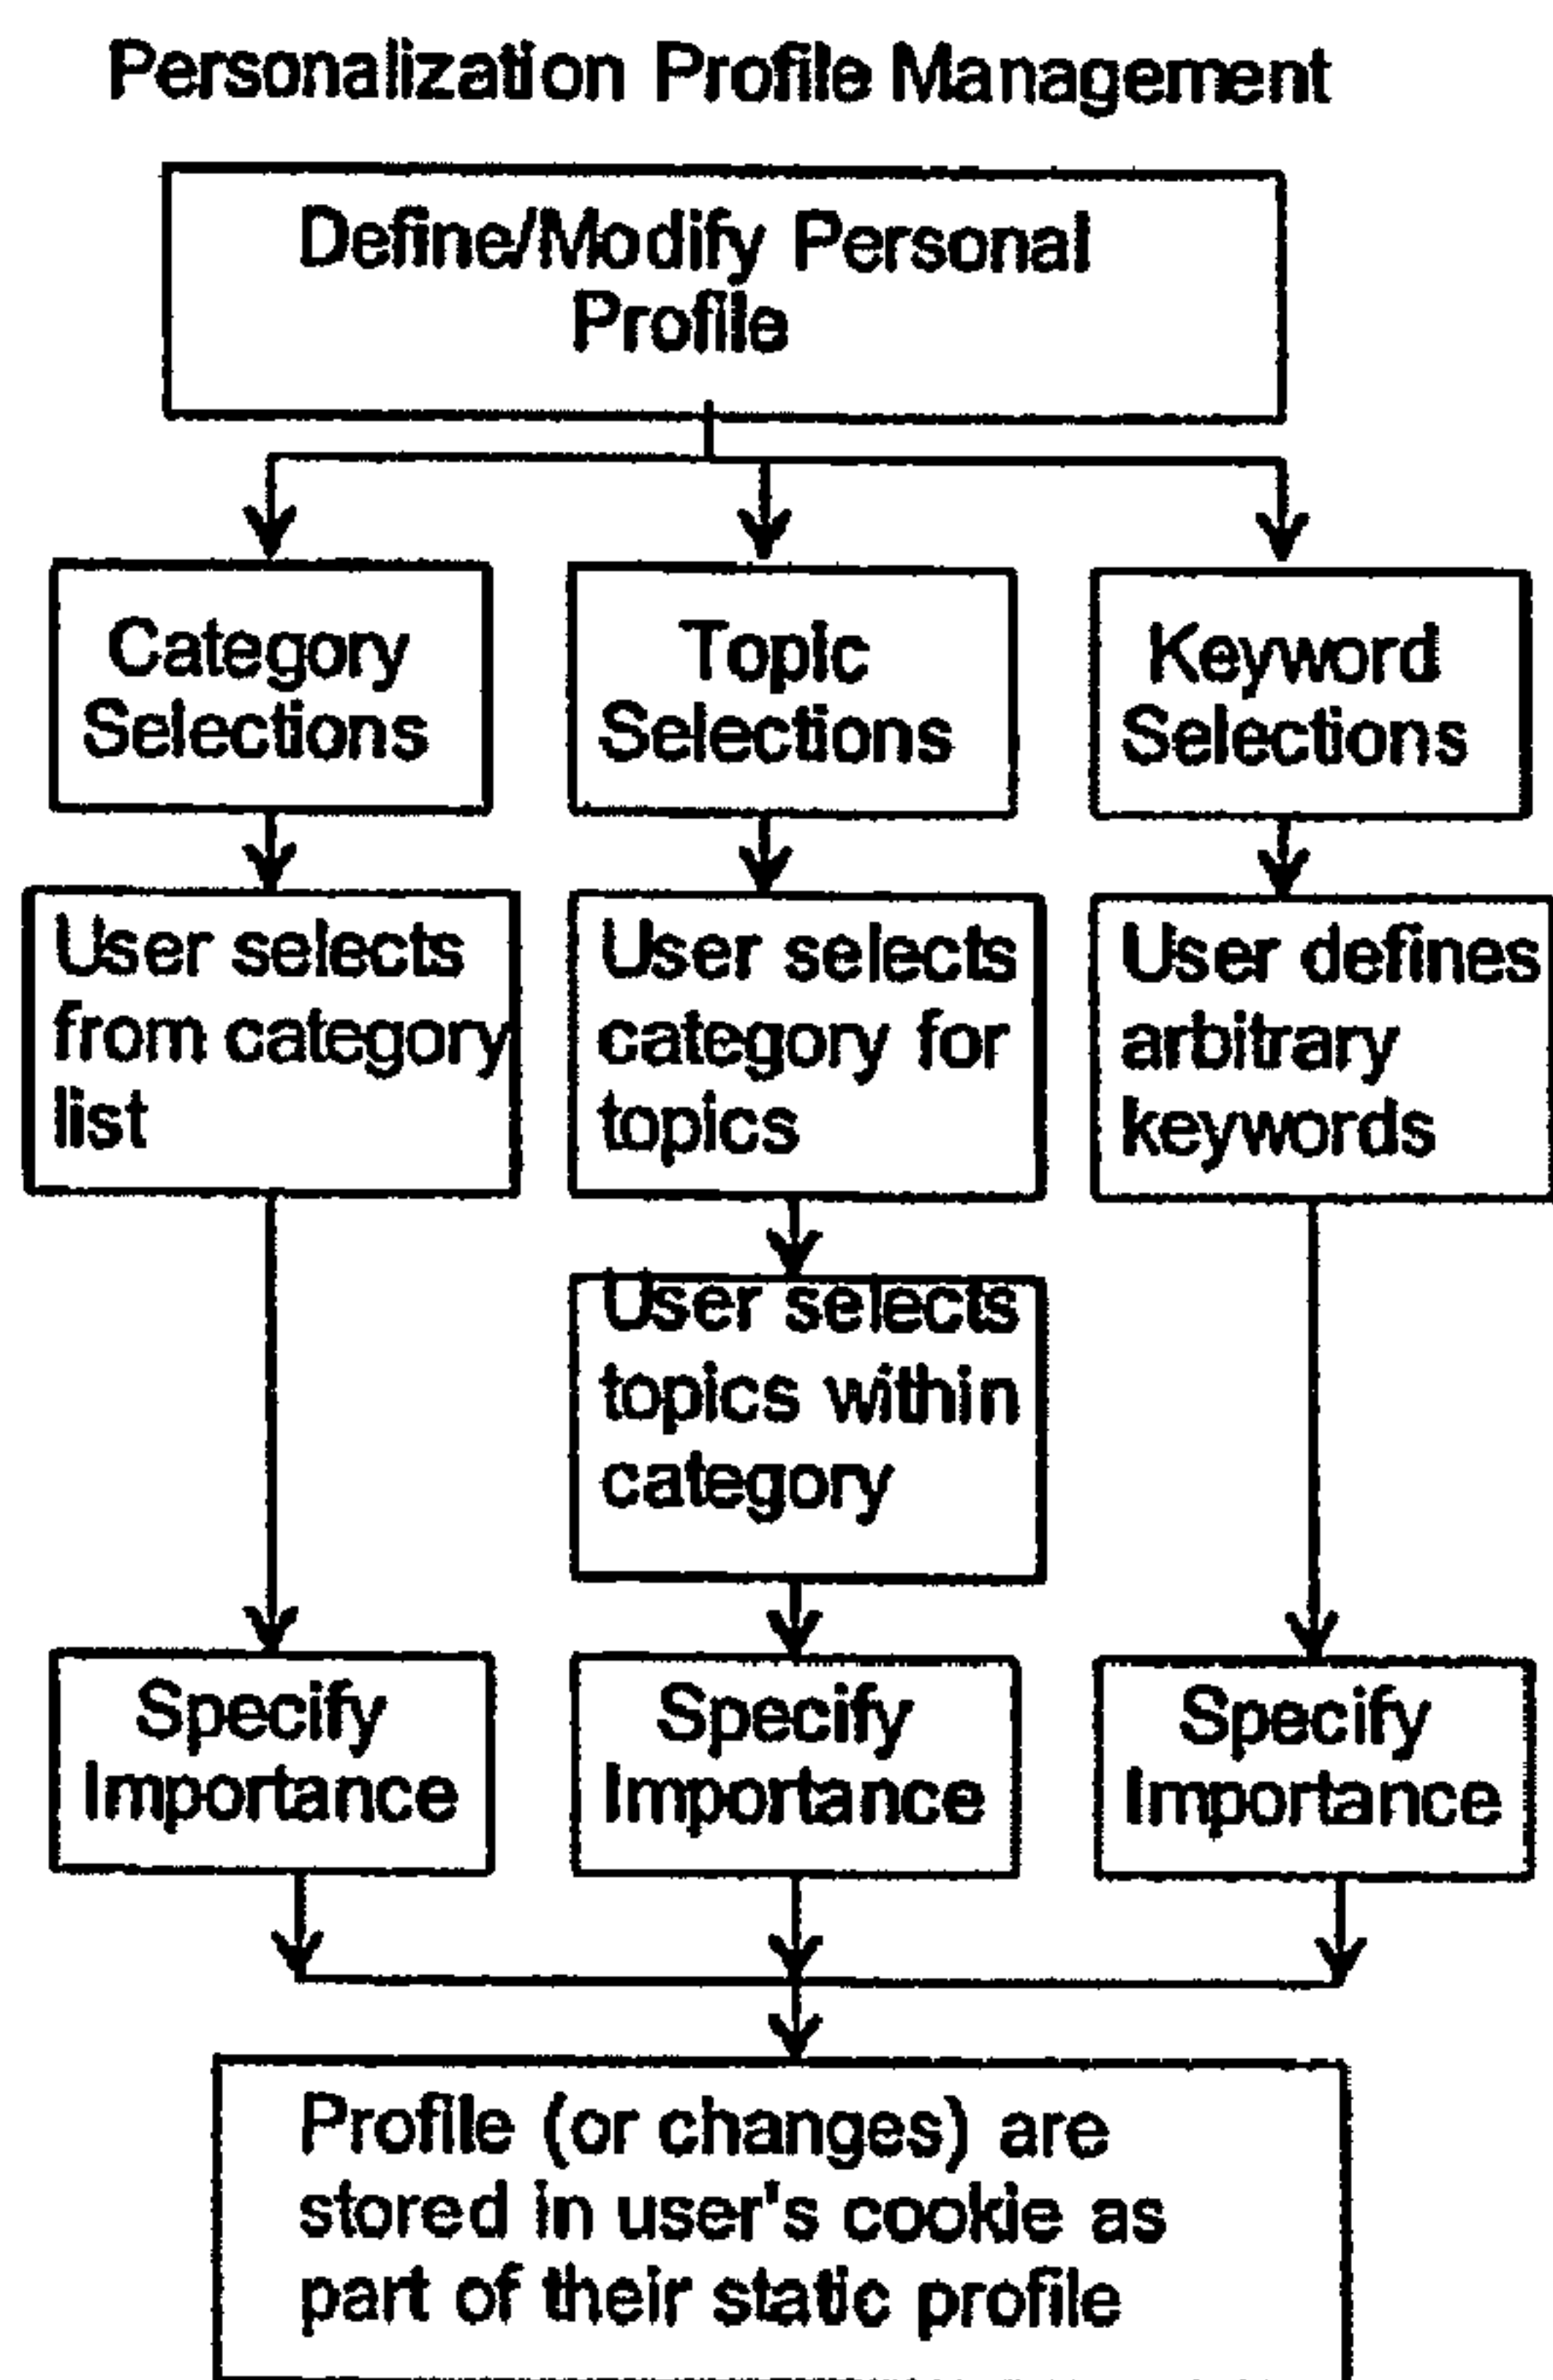 Personalization Profile Management
Define/Modify Personal
Profile
Category
Selections
Topic
Selections
Keyword
Selections
User selects
from category
list
User selects
category for
topics
User defines
arbitrary
keywords
User selects
topics within
category
Specify
Importance
Specify
Importance
Specify
Importance
Profile (or changes) are
stored in user's cookie as
part of their static profile